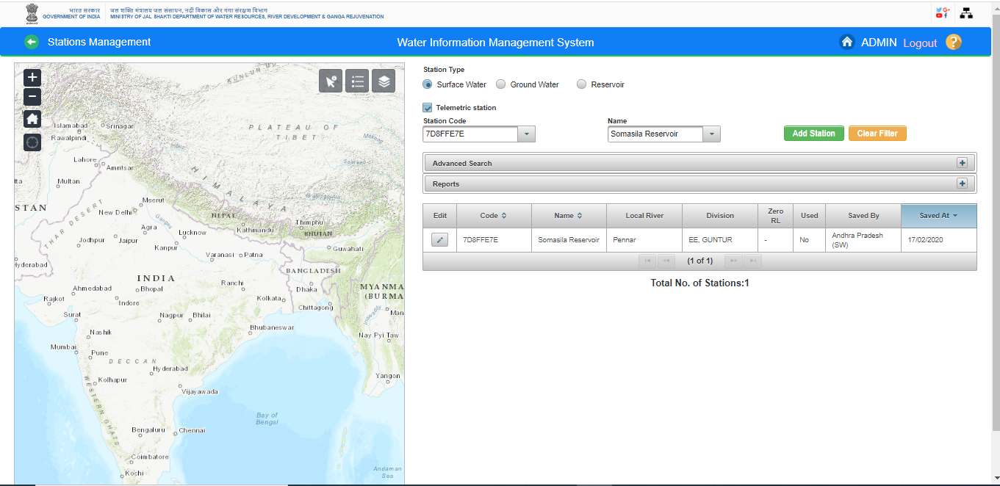 भारत सरकार
GOVERNMENT OF INDIA
जल शक्ति मंत्रालय जल संसाधन, नदी विकास और गंगा संरक्षण विभाग
MINISTRY OF JAL SHAKTI DEPARTMENT OF WATER RESOURCES, RIVER DEVELOPMENT & GANGA REJUVENATION
Stations Management
Water Information Management System
ADMIN Logout
Station Type
Surface Water Ground Water Reservoir
Telemetric station
Station Code Name
7D8FFE7E Somasila Reservoir Add Station Clear Filter
Advanced Search
Reports
Edit Code Name Local River Division Zero RL Used Saved By Saved At
7D8FFE7E Somasila Reservoir Pennar EE, GUNTUR - No Andhra Pradesh (SW) 17/02/2020
(1 of 1)
Total No. of Stations:1
KUNLUN
PLATEAU OF
TIBET
Mekong
Indus
Salween
Islamabad
Srinagar
Rawalpindi
Lahore
Amritsar
Multan
STAN
HIMALAYA
Brahmaputra
THAR DESERT
Meerut
New Delhi
Ganges
NEPAL
Kathmandu
Thimphu
BHUTAN
Agra
Lucknow
Jodhpur
Jaipur
Kanpur
Guwahati
Varanasi
Patna
Hyderabad
BANGLADESH
INDIA
Ranchi
Dhaka
MYANMA
(BURMA
Ahmedabad
Bhopal
Rajkot
Indore
Kolkata
Chittagong
Surat
Nagpur
Bhilai
Man
Nashik
Bhubaneswar
Nay Pyi Taw
Mumbai
Pune
DECCAN
Hyderabad
Kolhapur
Yangon
Vijayawada
WESTERN GHATS
Bay of
Bengal
Bengaluru
Chennai
Coimbatore
Kochi
Andaman
Sea